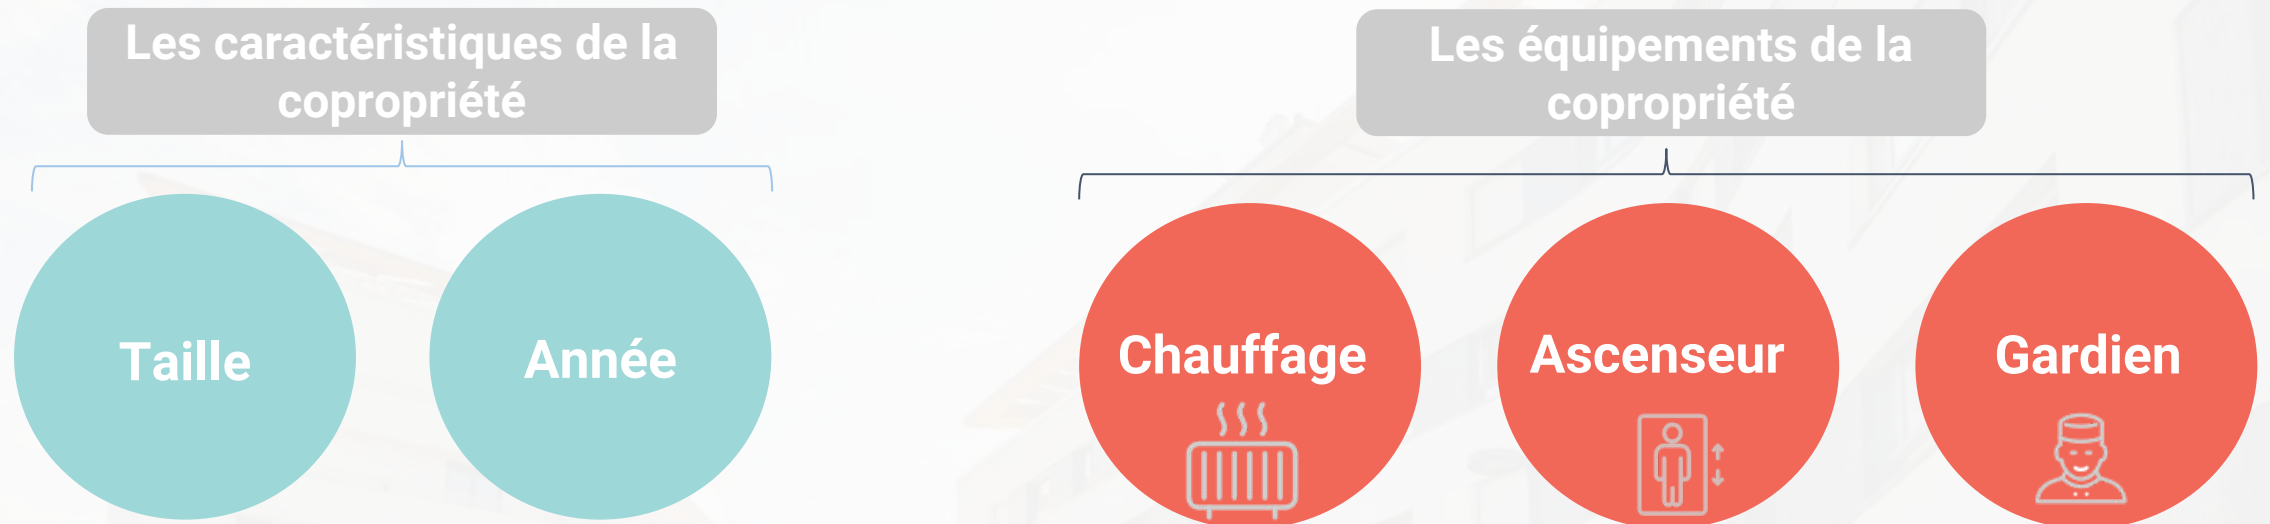 Les caractéristiques de la
copropriété
Taille
Année
Les équipements de la
copropriété
Chauffage
Ascenseur
Gardien